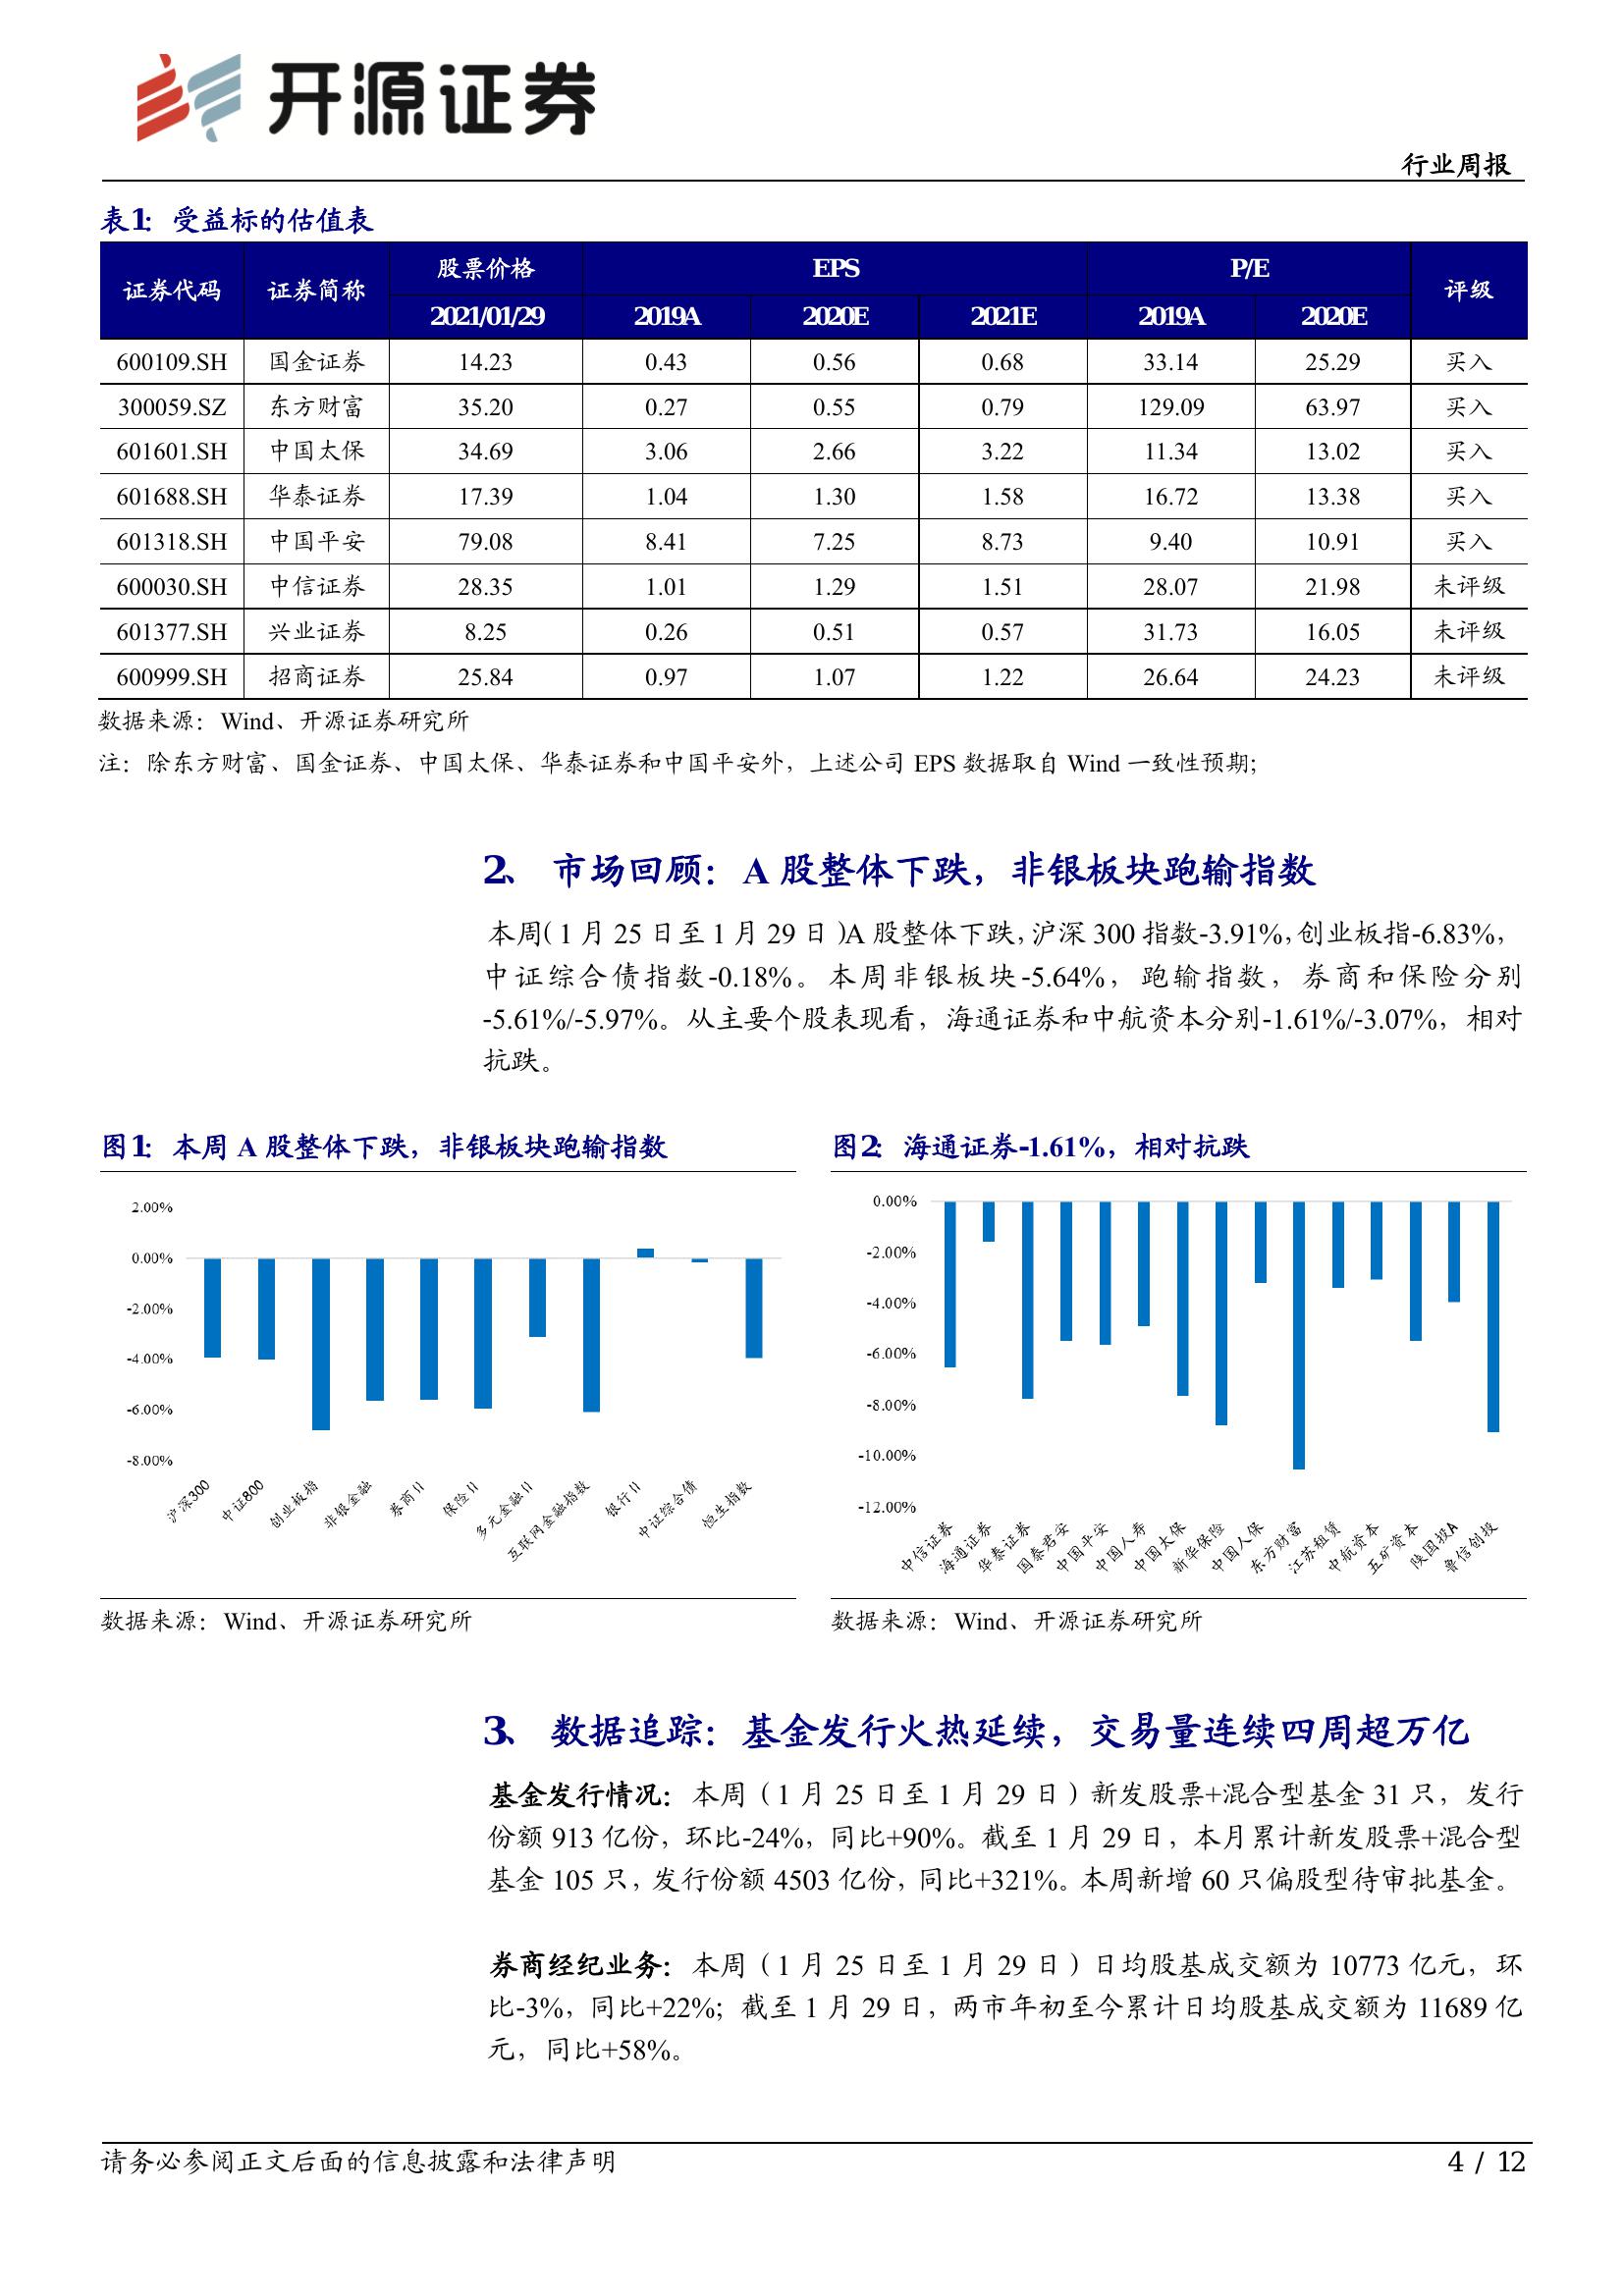 开源证券
行业周报
表1：受益标的估值表
证券代码 证券简称 股票价格 EPS P/E 评级
2021/01/29 2019A 2020E 2021E 2019A 2020E
600109.SH 国金证券 14.23 0.43 0.56 0.68 33.14 25.29 买入
300059.SZ 东方财富 35.20 0.27 0.55 0.79 129.09 63.97 买入
601601.SH 中国太保 34.69 3.06 2.66 3.22 11.34 13.02 买入
601688.SH 华泰证券 17.39 1.04 1.30 1.58 16.72 13.38 买入
601318.SH 中国平安 79.08 8.41 7.25 8.73 9.40 10.91 买入
600030.SH 中信证券 28.35 1.01 1.29 1.51 28.07 21.98 未评级
601377.SH 兴业证券 8.25 0.26 0.51 0.57 31.73 16.05 未评级
600999.SH 招商证券 25.84 0.97 1.07 1.22 26.64 24.23 未评级
数据来源：Wind、开源证券研究所
注：除东方财富、国金证券、中国太保、华泰证券和中国平安外，上述公司 EPS 数据取自 Wind 一致性预期;
2、 市场回顾：A 股整体下跌，非银板块跑输指数
本周(1 月 25 日至 1 月 29 日)A 股整体下跌,沪深 300 指数-3.91%,创业板指-6.83%,
中证综合债指数-0.18%。本周非银板块-5.64%，跑输指数，券商和保险分别
-5.61%/-5.97%。从主要个股表现看，海通证券和中航资本分别-1.61%/-3.07%，相对
抗跌。
图1：本周 A 股整体下跌，非银板块跑输指数
2.00%
0.00%
-2.00%
-4.00%
-6.00%
-8.00%
沪深300
中证800
创业板指
非银金融
券商Ⅱ
保险Ⅱ
多元金融Ⅱ
互联网金融指数
银行Ⅱ
中证综合债
恒生指数
数据来源：Wind、开源证券研究所
图2：海通证券-1.61%，相对抗跌
0.00%
-2.00%
-4.00%
-6.00%
-8.00%
-10.00%
-12.00%
中信证券
海通证券
华泰证券
国泰君安
中国平安
中国人寿
中国太保
新华保险
中国人保
东方财富
江苏租赁
中航资本
五矿资本
陕国投A
鲁信创投
数据来源：Wind、开源证券研究所
3、 数据追踪：基金发行火热延续，交易量连续四周超万亿
基金发行情况：本周（1 月 25 日至 1 月 29 日）新发股票+混合型基金 31 只，发行
份额 913 亿份，环比-24%，同比+90%。截至 1 月 29 日，本月累计新发股票+混合型
基金 105 只，发行份额 4503 亿份，同比+321%。本周新增 60 只偏股型待审批基金。
券商经纪业务：本周（1 月 25 日至 1 月 29 日）日均股基成交额为 10773 亿元，环
比-3%，同比+22%；截至 1 月 29 日，两市年初至今累计日均股基成交额为 11689 亿
元，同比+58%。
请务必参阅正文后面的信息披露和法律声明
4 / 12